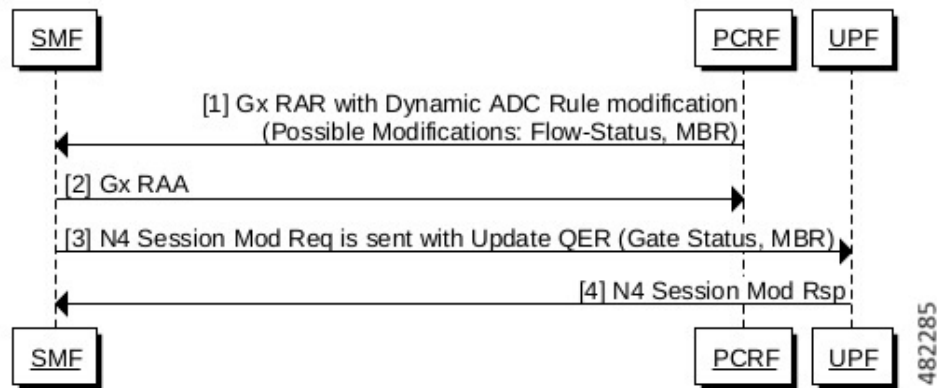 SMF
PCRF
UPF
[1] Gx RAR with Dynamic ADC Rule modification
(Possible Modifications: Flow-Status, MBR)
[2] Gx RAA
[3] N4 Session Mod Req is sent with Update QER (Gate Status, MBR)
[4] N4 Session Mod Rsp
SMF
PCRF
UPF
482285